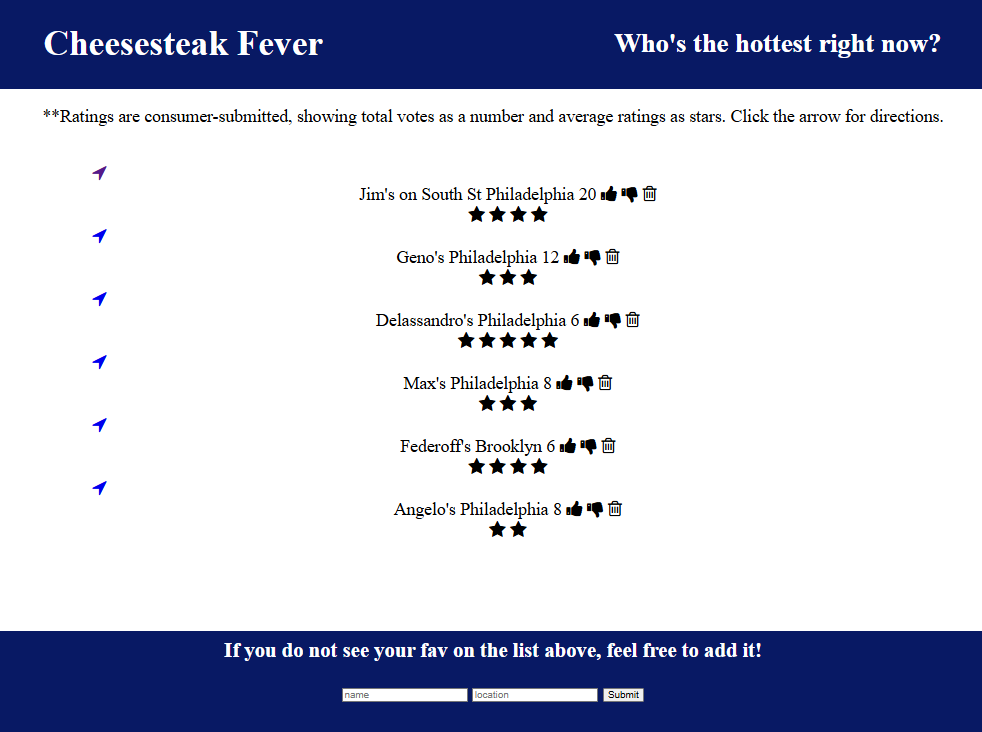 Cheesesteak Fever
Who's the hottest right now?
**Ratings are consumer-submitted, showing total votes as a number and average ratings as stars. Click the arrow for directions.
Jim's on South St Philadelphia 20
Geno's Philadelphia 12
Delassandro's Philadelphia 6
Max's Philadelphia 8
Federoff's Brooklyn 6
Angelo's Philadelphia 8
If you do not see your fav on the list above, feel free to add it!
name location Submit